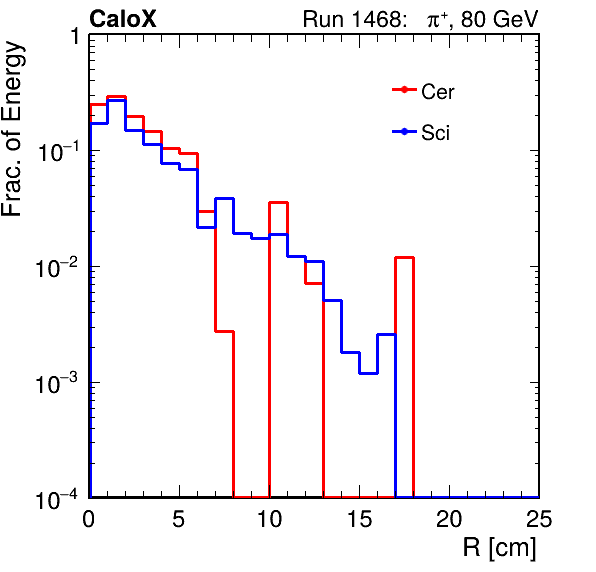 CaloX Run 1468: π⁺, 80 GeV
Frac. of Energy
1
10⁻¹
10⁻²
10⁻³
10⁻⁴
Cer
Sci
0 5 10 15 20 25
R [cm]